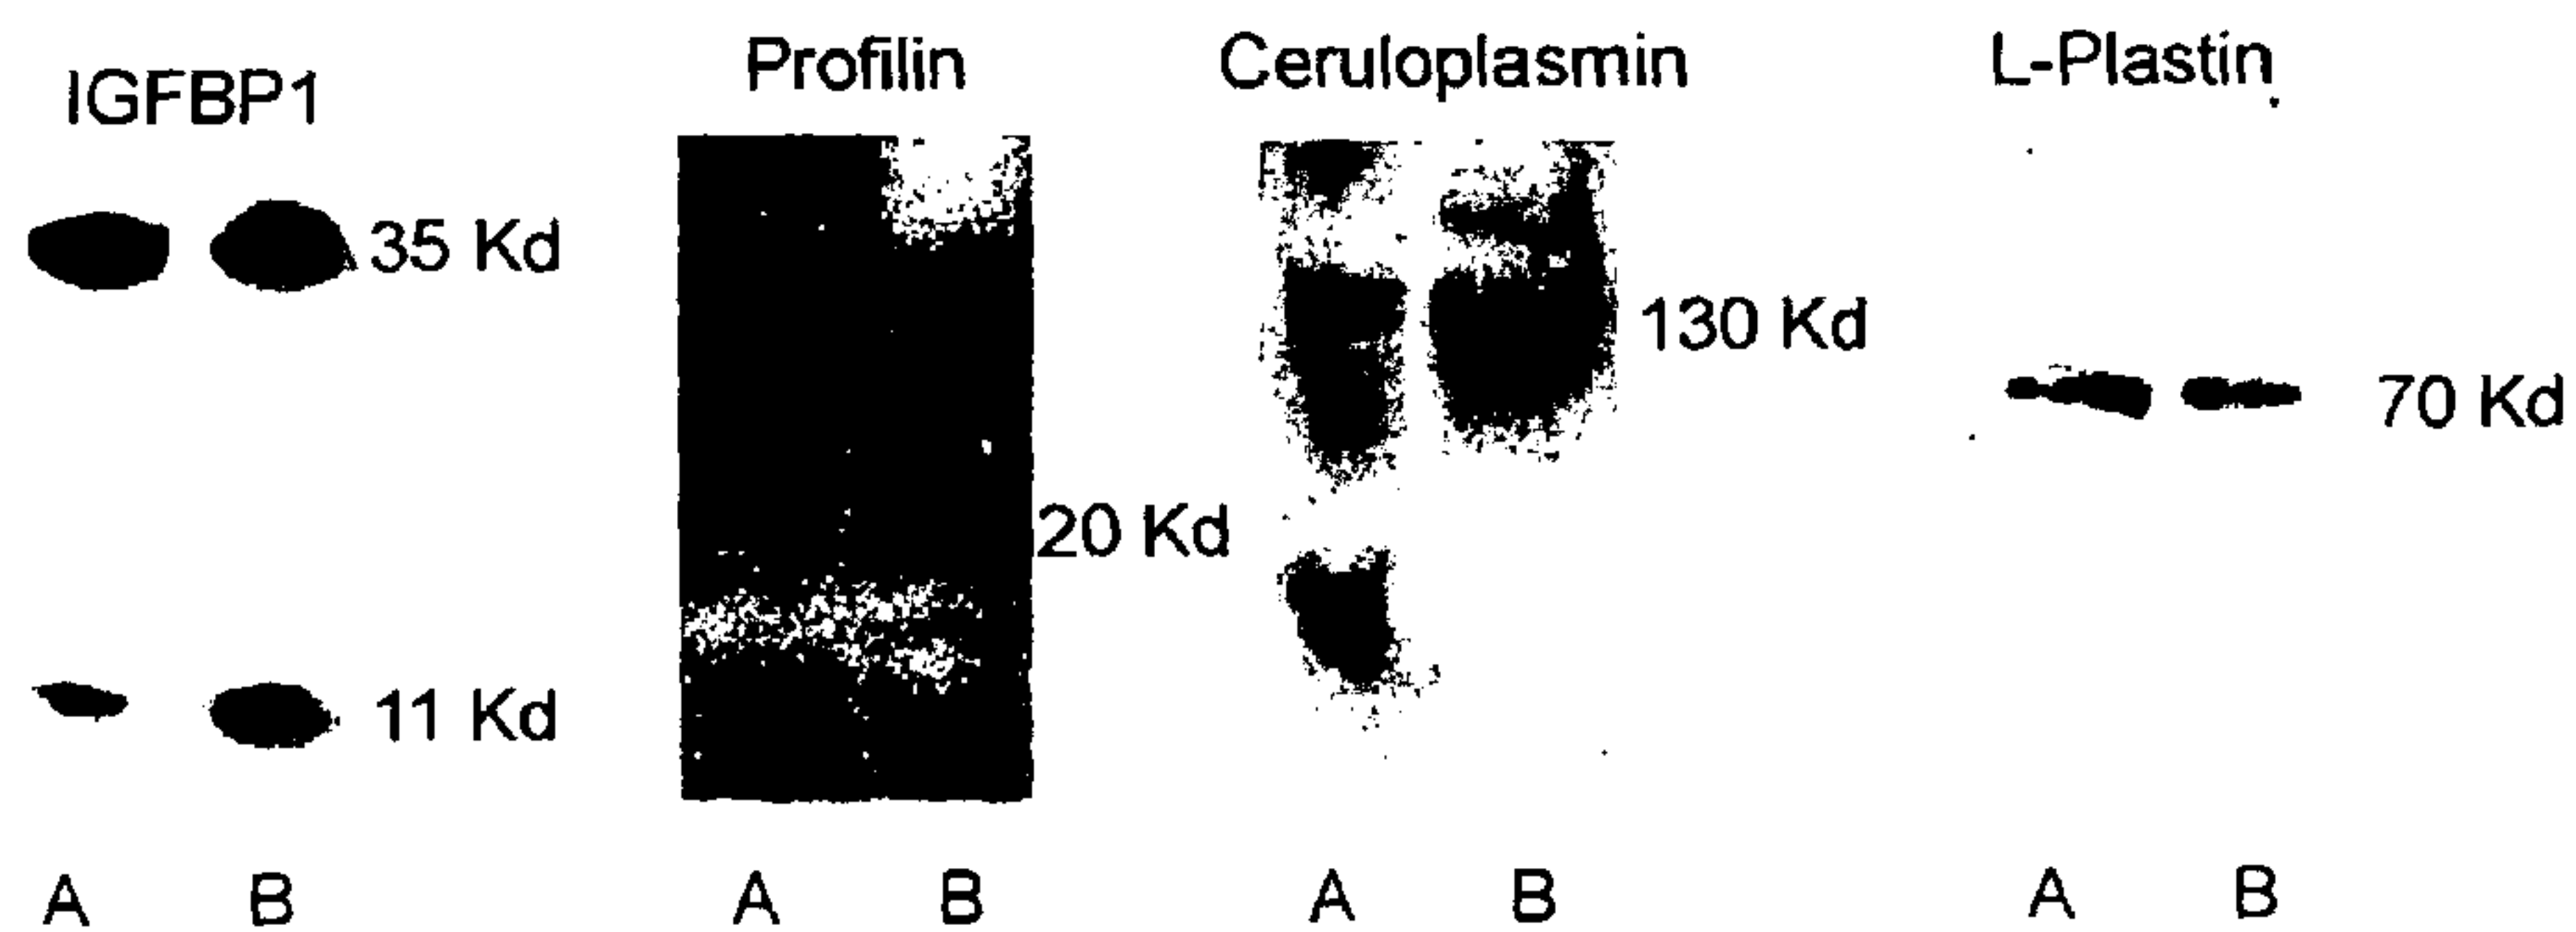 IGFBP1 Profilin Ceruloplasmin L-Plastin
35 Kd
130 Kd
70 Kd
20 Kd
11 Kd
A B A B A B A B